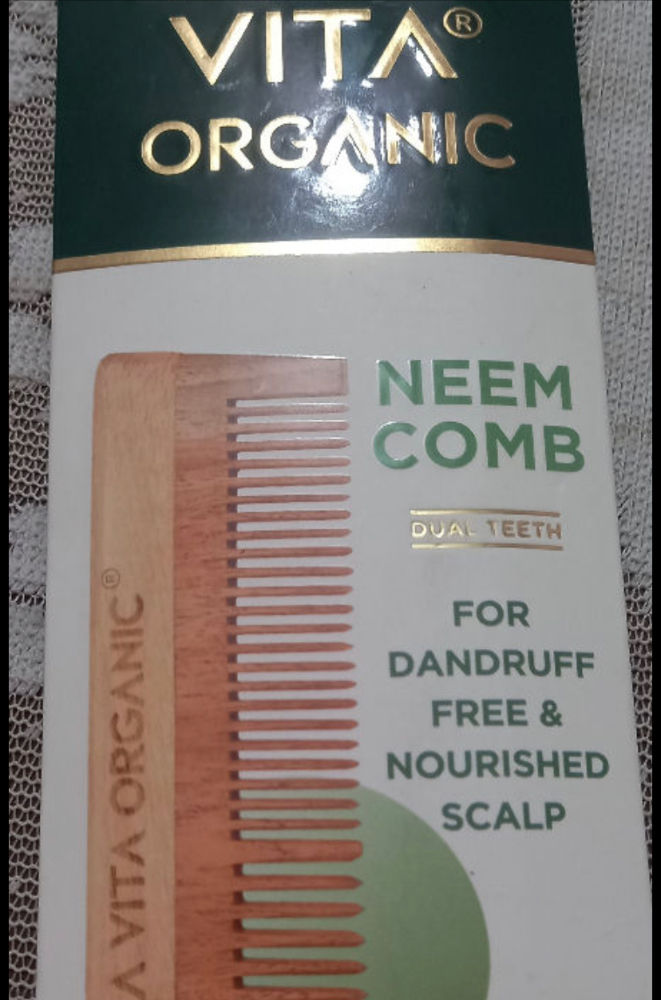 VITA®
ORGANIC
NEEM
COMB
DUAL TEETH
FOR
DANDRUFF
FREE &
NOURISHED
SCALP
VITA ORGANIC®